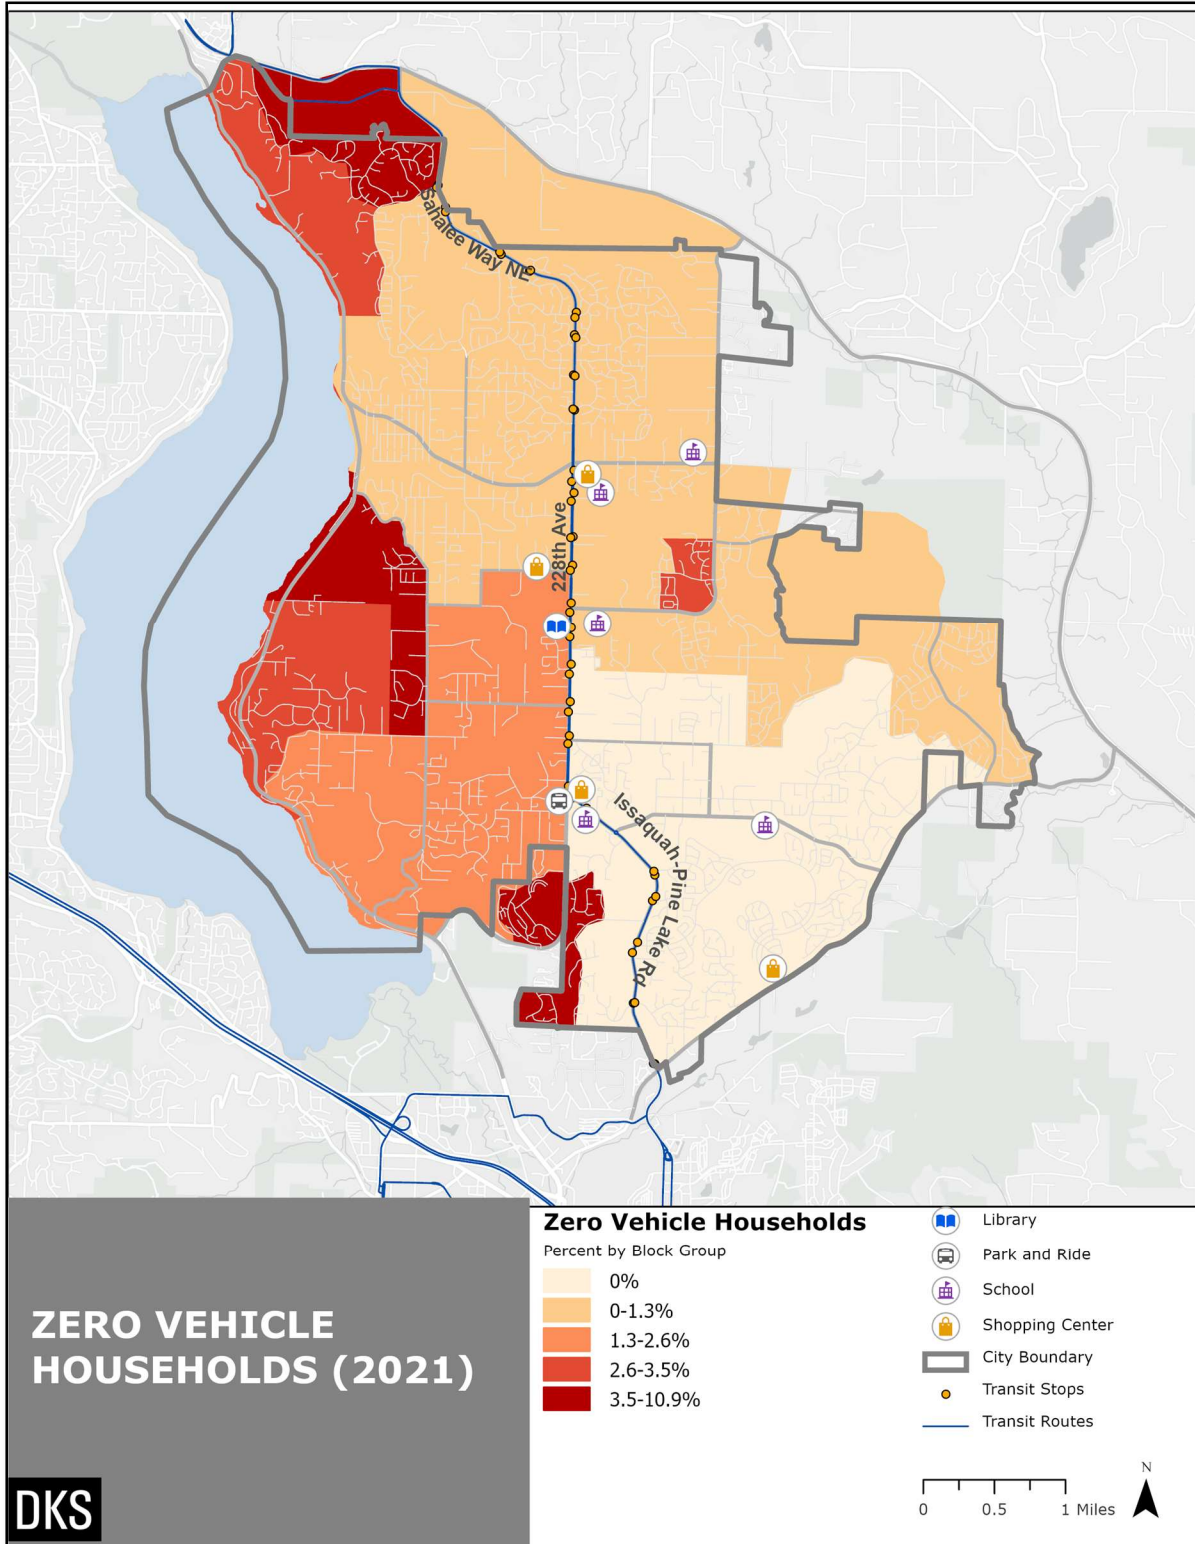 Sahalee Way NE
228th Ave
Issaquah-Pine Lake Rd
ZERO VEHICLE
HOUSEHOLDS (2021)
DKS
Zero Vehicle Households
Percent by Block Group
0%
0-1.3%
1.3-2.6%
2.6-3.5%
3.5-10.9%
Library
Park and Ride
School
Shopping Center
City Boundary
Transit Stops
Transit Routes
N
0 0.5 1 Miles